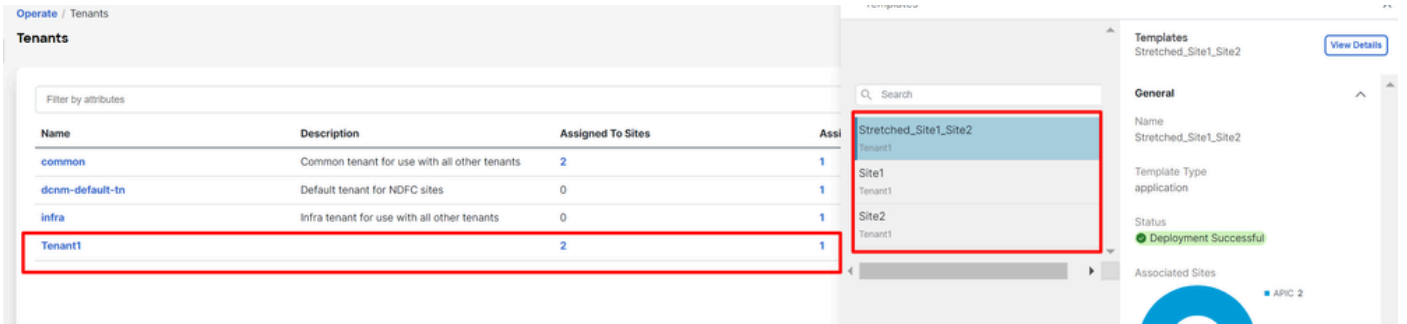 Operate / Tenants
Tenants
Filter by attributes
Name Description Assigned To Sites Assi
common Common tenant for use with all other tenants 2 1
dcnm-default-tn Default tenant for NDFC sites 0 1
infra Infra tenant for use with all other tenants 0 1
Tenant1 2 1
Templates
Search
Stretched_Site1_Site2
Tenant1
Site1
Tenant1
Site2
Tenant1
Templates
Stretched_Site1_Site2
View Details
General
Name
Stretched_Site1_Site2
Template Type
application
Status
Deployment Successful
Associated Sites
APIC 2